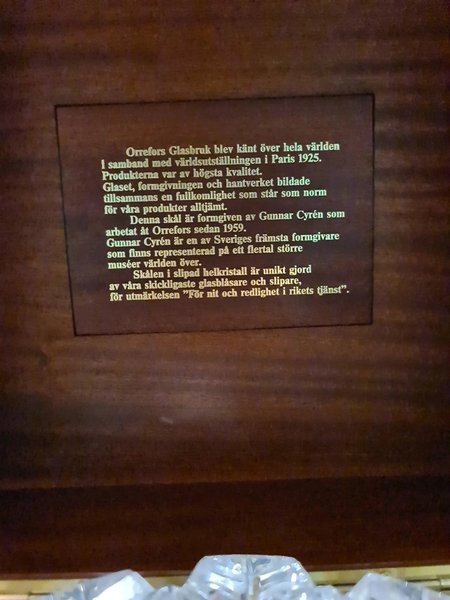 Orrefors Glasbruk blev känt över hela världen
I samband med världsutställningen i Paris 1925.
Produkterna var av högsta kvalitet.
Glaset, formgivningen och hantverket bildade
tillsammans en fullkomlighet som står som norm
för våra produkter alltjämt.
Denna skål är formgiven av Gunnar Cyrén som
arbetat åt Orrefors sedan 1959.
Gunnar Cyrén är en av Sveriges främsta formgivare
som finns representerad på ett flertal större
muséer världen över.
Skålen i slipad helkristall är unikt gjord
av våra skickligaste glasblåsare och slipare,
för utmärkelsen "För nit och redlighet i rikets tjänst".